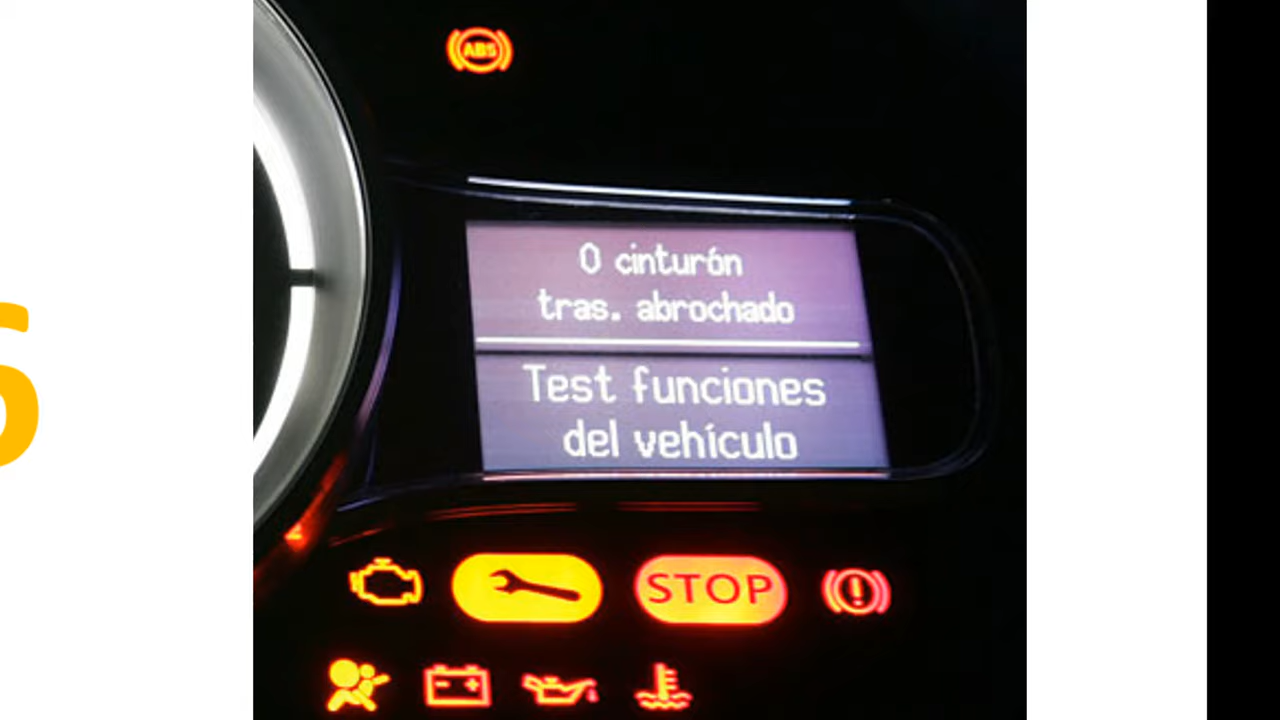 ABS
0 cinturón
tras. abrochado
Test funciones
del vehículo
STOP